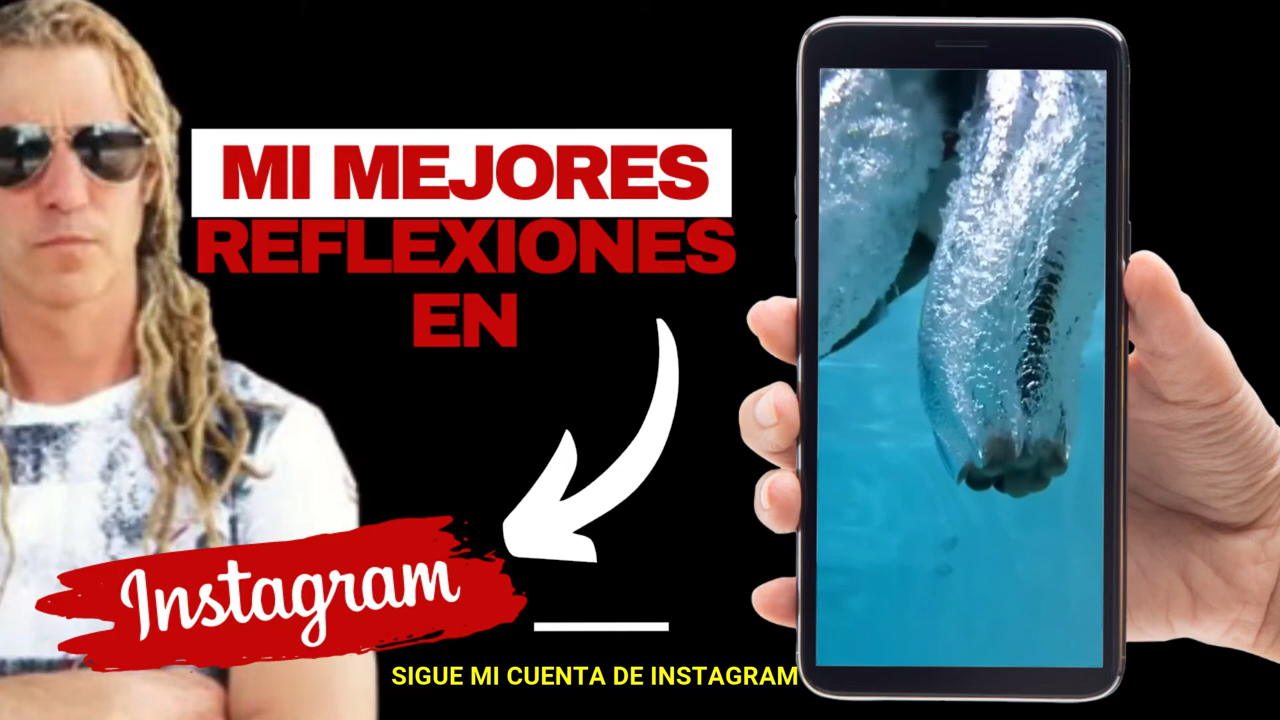 MI MEJORES
REFLEXIONES
EN
Instagram
SIGUE MI CUENTA DE INSTAGRAM